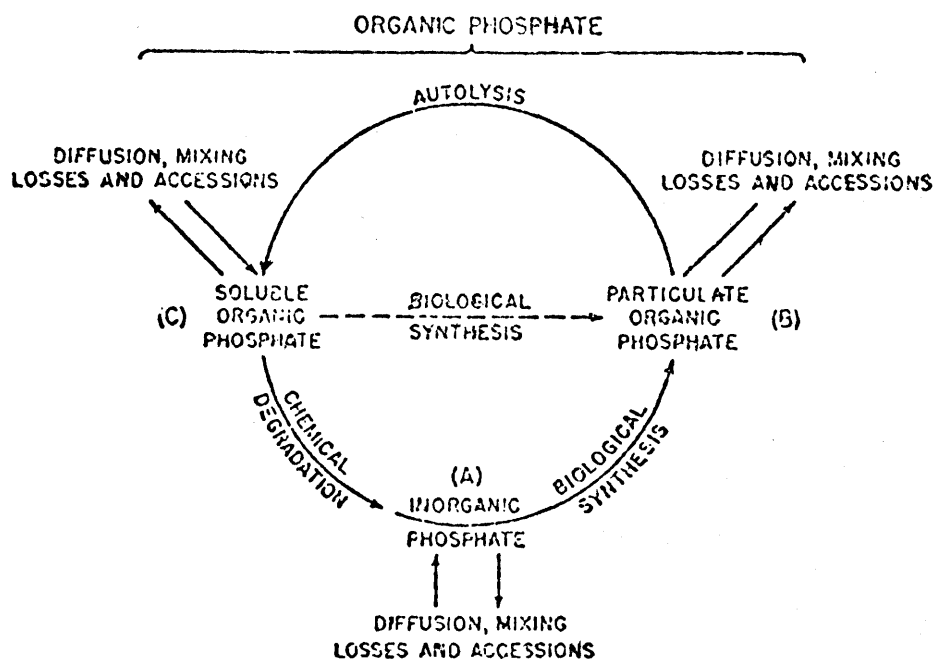 ORGANIC PHOSPHATE
AUTOLYSIS
DIFFUSION, MIXING
LOSSES AND ACCESSIONS
DIFFUSION, MIXING
LOSSES AND ACCESSIONS
(C)
SOLUBLE
ORGANIC
PHOSPHATE
BIOLOGICAL
SYNTHESIS
PARTICULATE
ORGANIC
PHOSPHATE
(B)
CHEMICAL
DEGRADATION
BIOLOGICAL
SYNTHESIS
(A)
INORGANIC
PHOSPHATE
DIFFUSION, MIXING
LOSSES AND ACCESSIONS